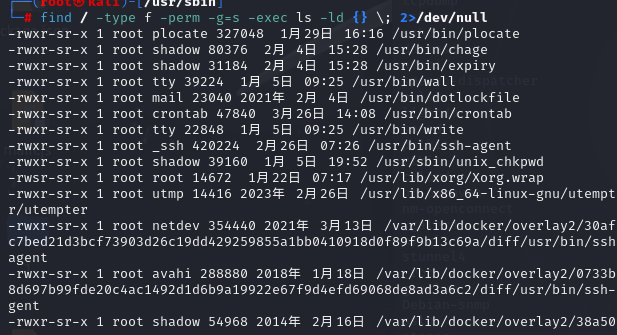 (root㉿kali)-[/usr/sbin]
# find / -type f -perm -g=s -exec ls -ld {} \; 2>/dev/null
-rwxr-sr-x 1 root plocate 327048 1月29日 16:16 /usr/bin/plocate
-rwxr-sr-x 1 root shadow 80376 2月 4日 15:28 /usr/bin/chage
-rwxr-sr-x 1 root shadow 31184 2月 4日 15:28 /usr/bin/expiry
-rwxr-sr-x 1 root tty 39224 1月 5日 09:25 /usr/bin/wall
-rwxr-sr-x 1 root mail 23040 2021年 2月 4日 /usr/bin/dotlockfile
-rwxr-sr-x 1 root crontab 47840 3月26日 14:08 /usr/bin/crontab
-rwxr-sr-x 1 root tty 22848 1月 5日 09:25 /usr/bin/write
-rwxr-sr-x 1 root _ssh 420224 2月26日 07:26 /usr/bin/ssh-agent
-rwxr-sr-x 1 root shadow 39160 1月 5日 19:52 /usr/sbin/unix_chkpwd
-rwsr-sr-x 1 root root 14672 1月22日 07:17 /usr/lib/xorg/Xorg.wrap
-rwxr-sr-x 1 root utmp 14416 2023年 2月26日 /usr/lib/x86_64-linux-gnu/utempt
r/utempter
-rwxr-sr-x 1 root netdev 354440 2021年 3月13日 /var/lib/docker/overlay2/30af
c7bed21d3bcf73903d26c19dd429259855a1bb0410918d0f89f9b13c69a/diff/usr/bin/ssh
agent
-rwxr-sr-x 1 root avahi 288880 2018年 1月18日 /var/lib/docker/overlay2/0733b
8d697b99fde20c4ac1492d1d6b9a19922e67f9d4efd69068de8ad3a6c2/diff/usr/bin/ssh-
gent
-rwxr-sr-x 1 root shadow 54968 2014年 2月16日 /var/lib/docker/overlay2/38a50